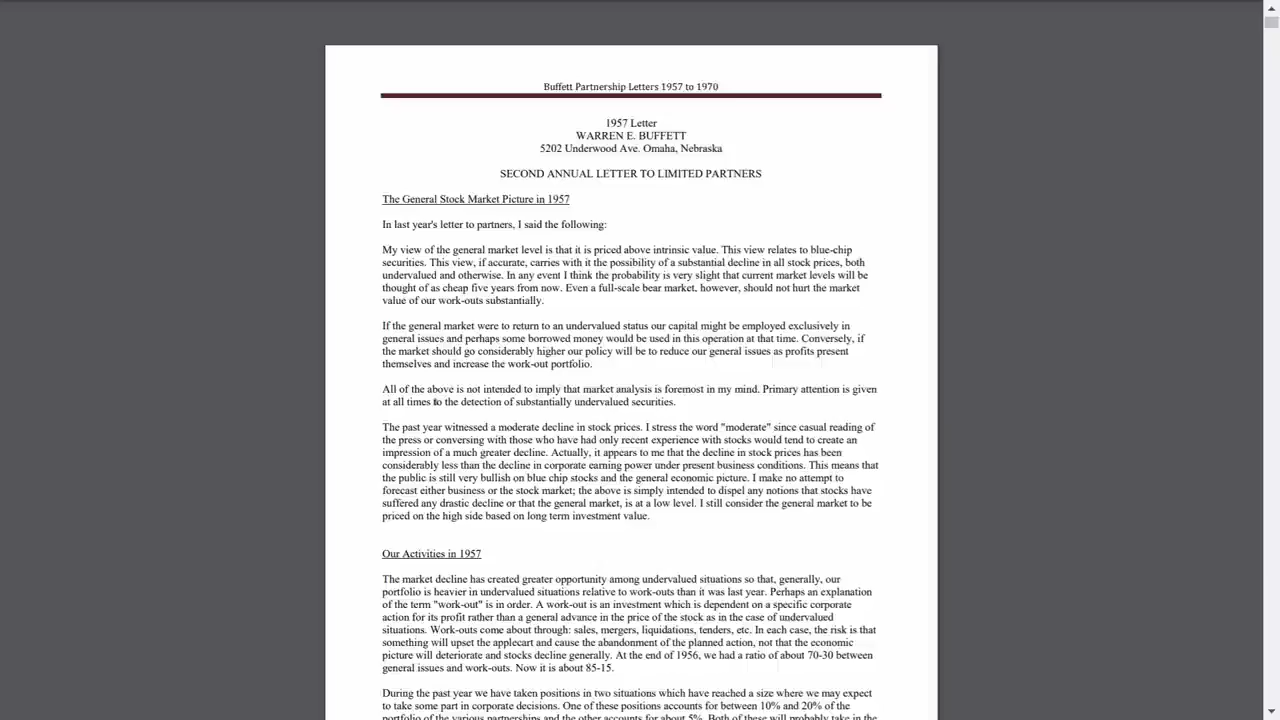 Buffett Partnership Letters 1957 to 1970
1957 Letter
WARREN E. BUFFETT
5202 Underwood Ave. Omaha, Nebraska
SECOND ANNUAL LETTER TO LIMITED PARTNERS
The General Stock Market Picture in 1957
In last year's letter to partners, I said the following:
My view of the general market level is that it is priced above intrinsic value. This view relates to blue-chip
securities. This view, if accurate, carries with it the possibility of a substantial decline in all stock prices, both
undervalued and otherwise. In any event I think the probability is very slight that current market levels will be
thought of as cheap five years from now. Even a full-scale bear market, however, should not hurt the market
value of our work-outs substantially.
If the general market were to return to an undervalued status our capital might be employed exclusively in
general issues and perhaps some borrowed money would be used in this operation at that time. Conversely, if
the market should go considerably higher our policy will be to reduce our general issues as profits present
themselves and increase the work-out portfolio.
All of the above is not intended to imply that market analysis is foremost in my mind. Primary attention is given
at all times to the detection of substantially undervalued securities.
The past year witnessed a moderate decline in stock prices. I stress the word "moderate" since casual reading of
the press or conversing with those who have had only recent experience with stocks would tend to create an
impression of a much greater decline. Actually, it appears to me that the decline in stock prices has been
considerably less than the decline in corporate earning power under present business conditions. This means that
the public is still very bullish on blue chip stocks and the general economic picture. I make no attempt to
forecast either business or the stock market; the above is simply intended to dispel any notions that stocks have
suffered any drastic decline or that the general market, is at a low level. I still consider the general market to be
priced on the high side based on long term investment value.
Our Activities in 1957
The market decline has created greater opportunity among undervalued situations so that, generally, our
portfolio is heavier in undervalued situations relative to work-outs than it was last year. Perhaps an explanation
of the term "work-out" is in order. A work-out is an investment which is dependent on a specific corporate
action for its profit rather than a general advance in the price of the stock as in the case of undervalued
situations. Work-outs come about through: sales, mergers, liquidations, tenders, etc. In each case, the risk is that
something will upset the applecart and cause the abandonment of the planned action, not that the economic
picture will deteriorate and stocks decline generally. At the end of 1956, we had a ratio of about 70-30 between
general issues and work-outs. Now it is about 85-15.
During the past year we have taken positions in two situations which have reached a size where we may expect
to take some part in corporate decisions. One of these positions accounts for between 10% and 20% of the
portfolio of the various partnerships and the other accounts for about 5%. Both of these will probably take in the